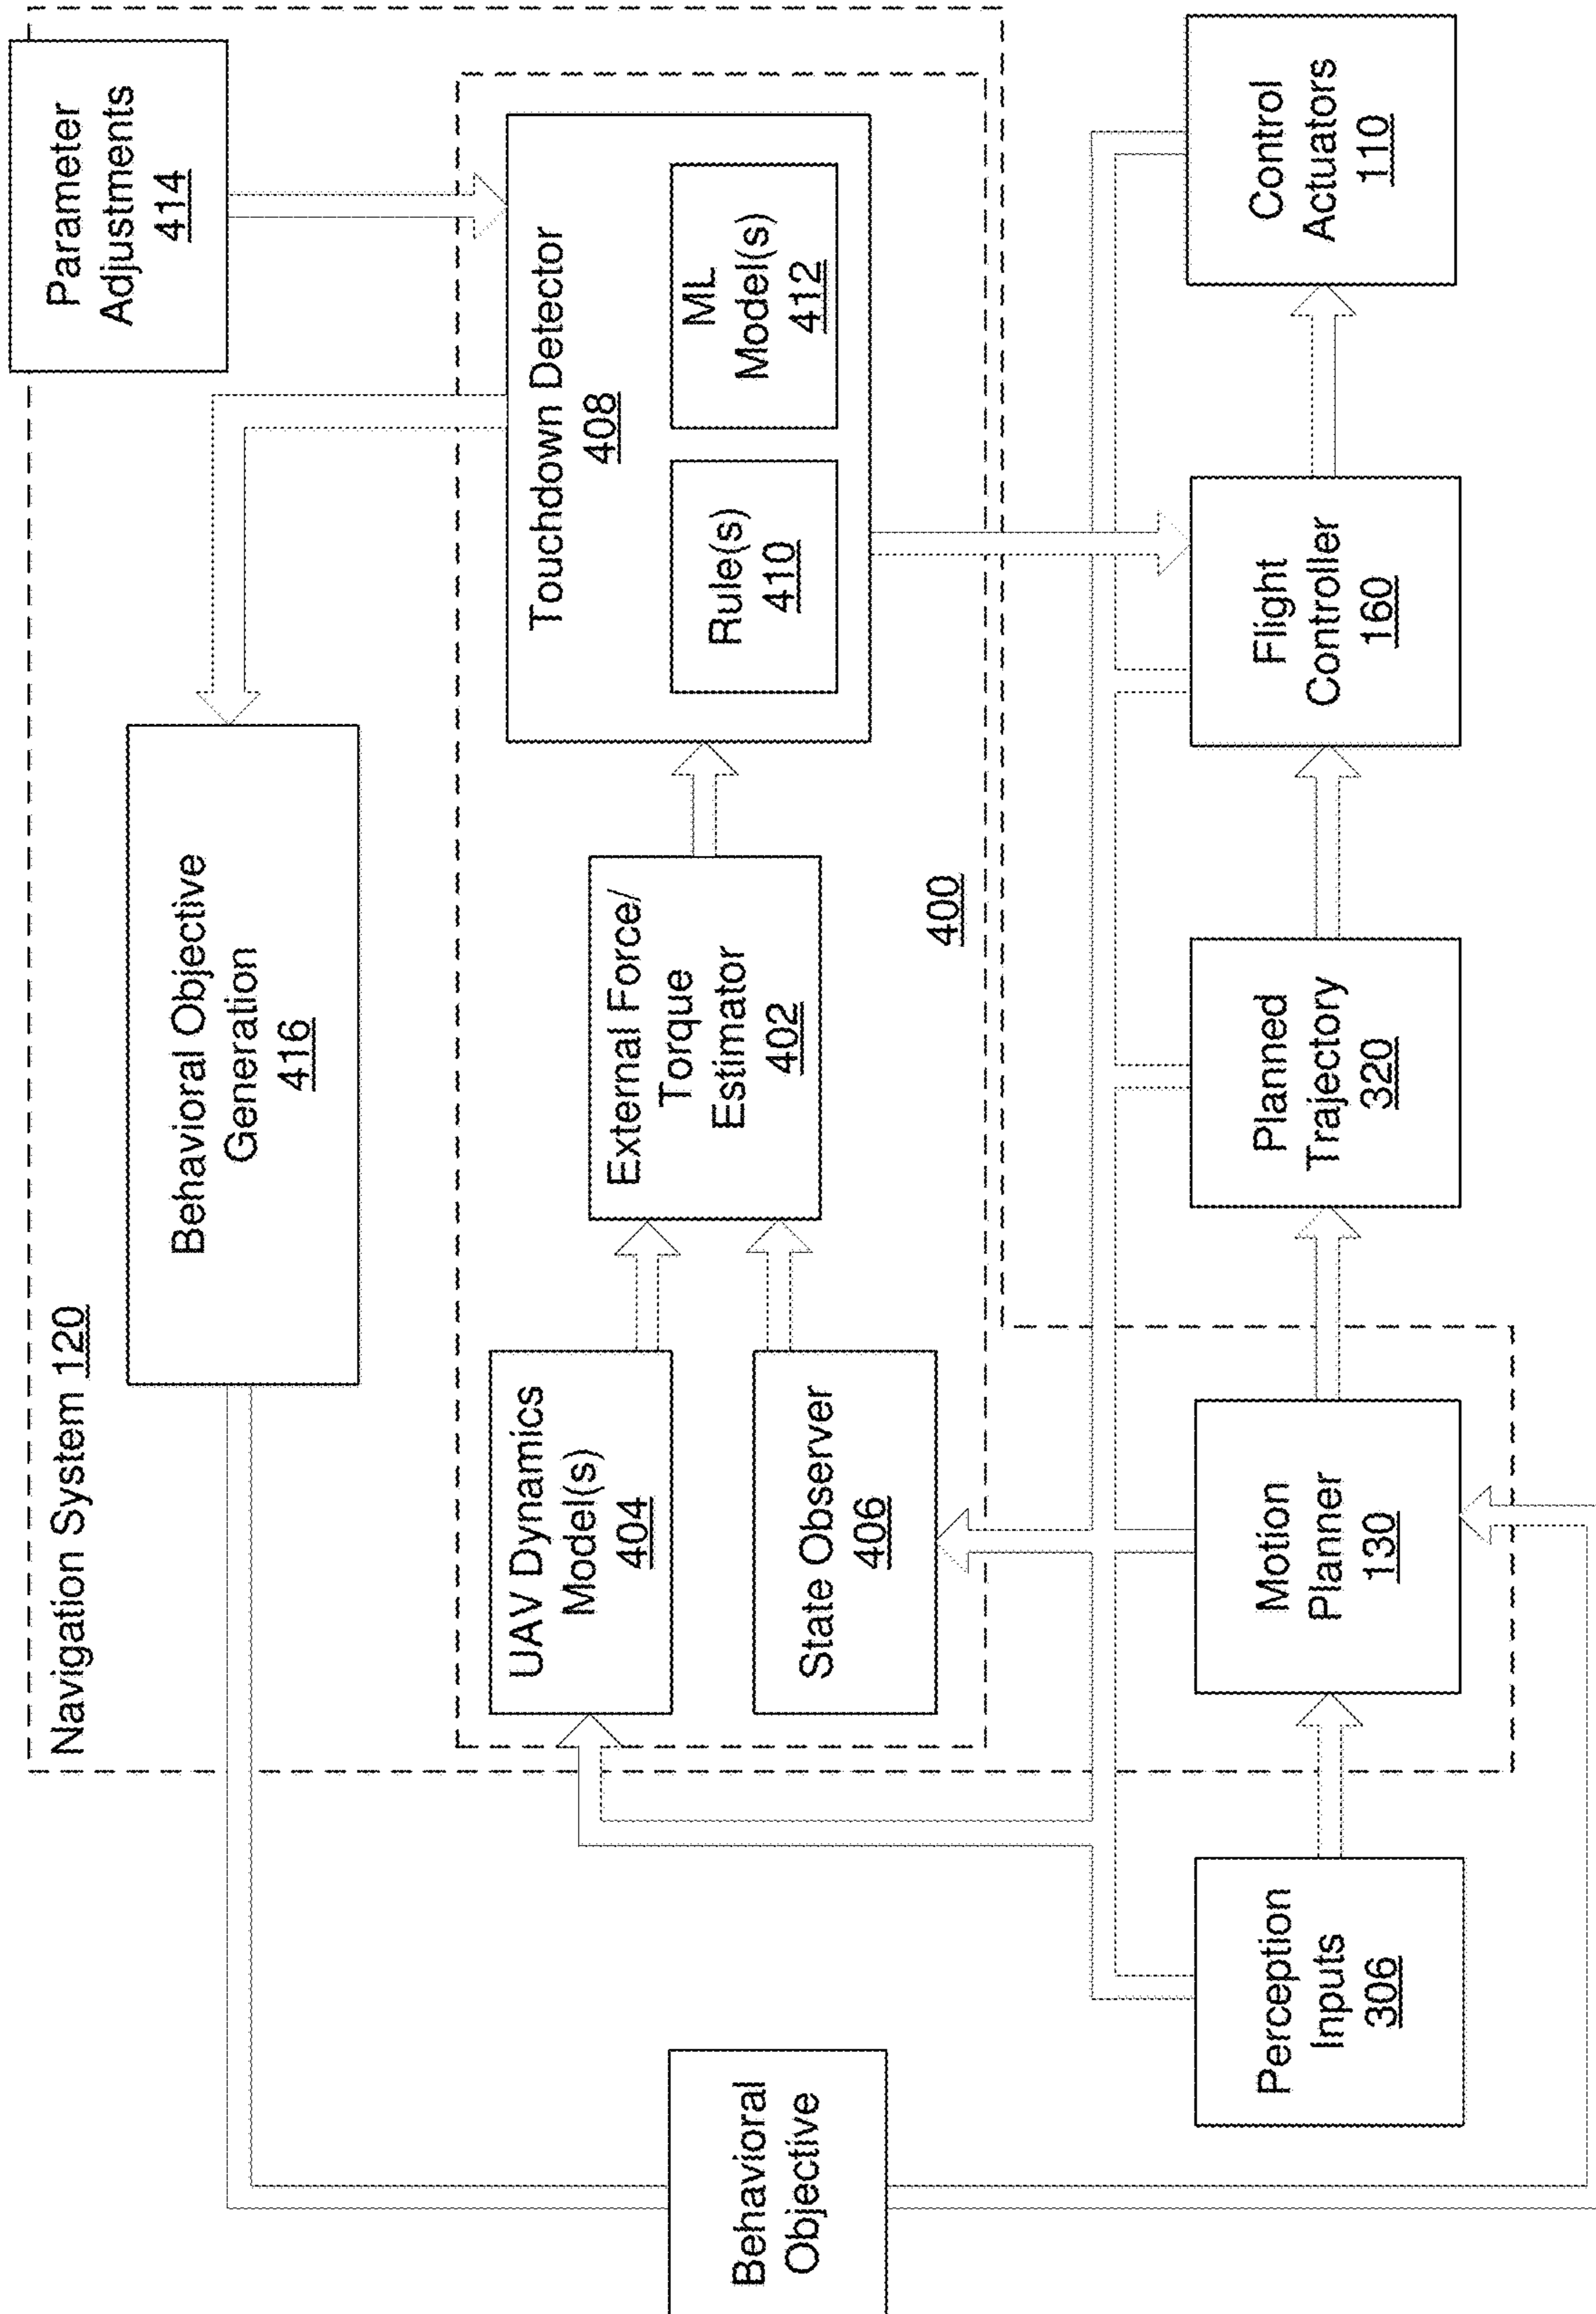 Navigation System 120
Parameter
Adjustments
414
Behavioral Objective
Generation
416
Touchdown Detector
408
Rule(s)
410
ML
Model(s)
412
External Force/
Torque
Estimator
402
UAV Dynamics
Model(s)
404
State Observer
406
400
Behavioral
Objective
Perception
Inputs
306
Motion
Planner
130
Planned
Trajectory
320
Flight
Controller
160
Control
Actuators
110